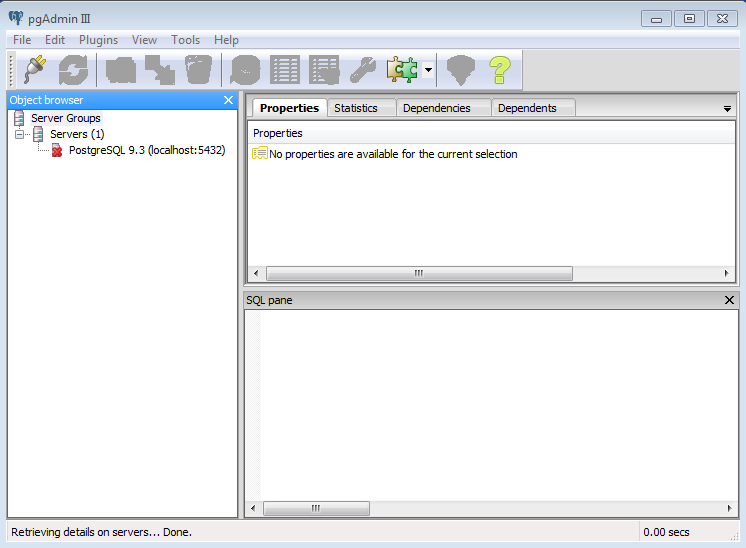 pgAdmin III
File Edit Plugins View Tools Help
Object browser
Server Groups
Servers (1)
PostgreSQL 9.3 (localhost:5432)
Properties Statistics Dependencies Dependents
Properties
No properties are available for the current selection
SQL pane
Retrieving details on servers... Done. 0.00 secs